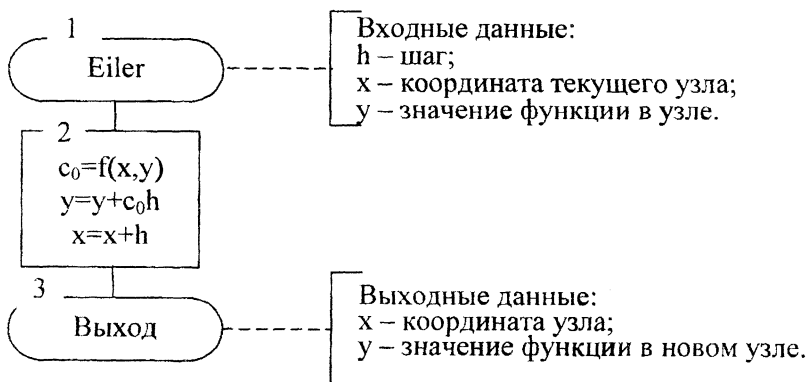 1
Eiler
Входные данные:
h – шаг;
x – координата текущего узла;
y – значение функции в узле.
2
c₀=f(x,y)
y=y+c₀h
x=x+h
3
Выход
Выходные данные:
x – координата узла;
y – значение функции в новом узле.